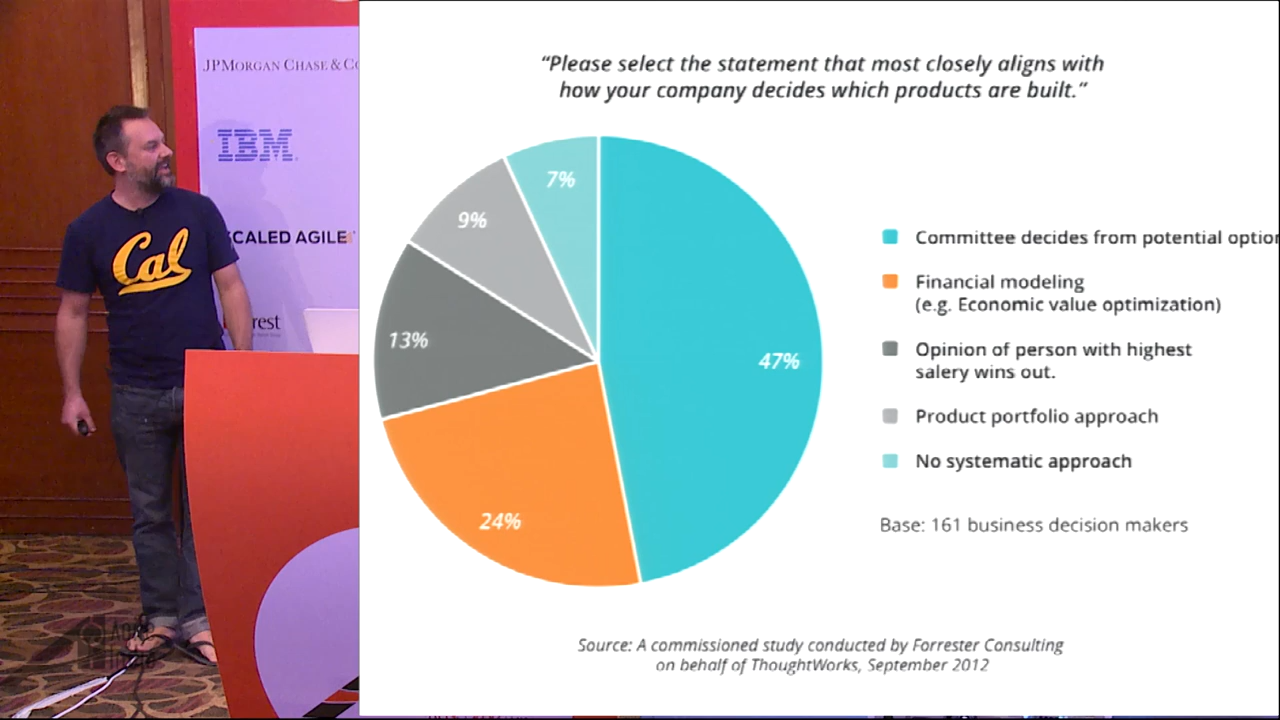 JPMORGAN CHASE & CO
IBM
Cal
SCALED AGILE
rest
"Please select the statement that most closely aligns with
how your company decides which products are built."
7%
9%
13%
24%
47%
Committee decides from potential optior
Financial modeling
(e.g. Economic value optimization)
Opinion of person with highest
salery wins out.
Product portfolio approach
No systematic approach
Base: 161 business decision makers
Source: A commissioned study conducted by Forrester Consulting
on behalf of ThoughtWorks, September 2012